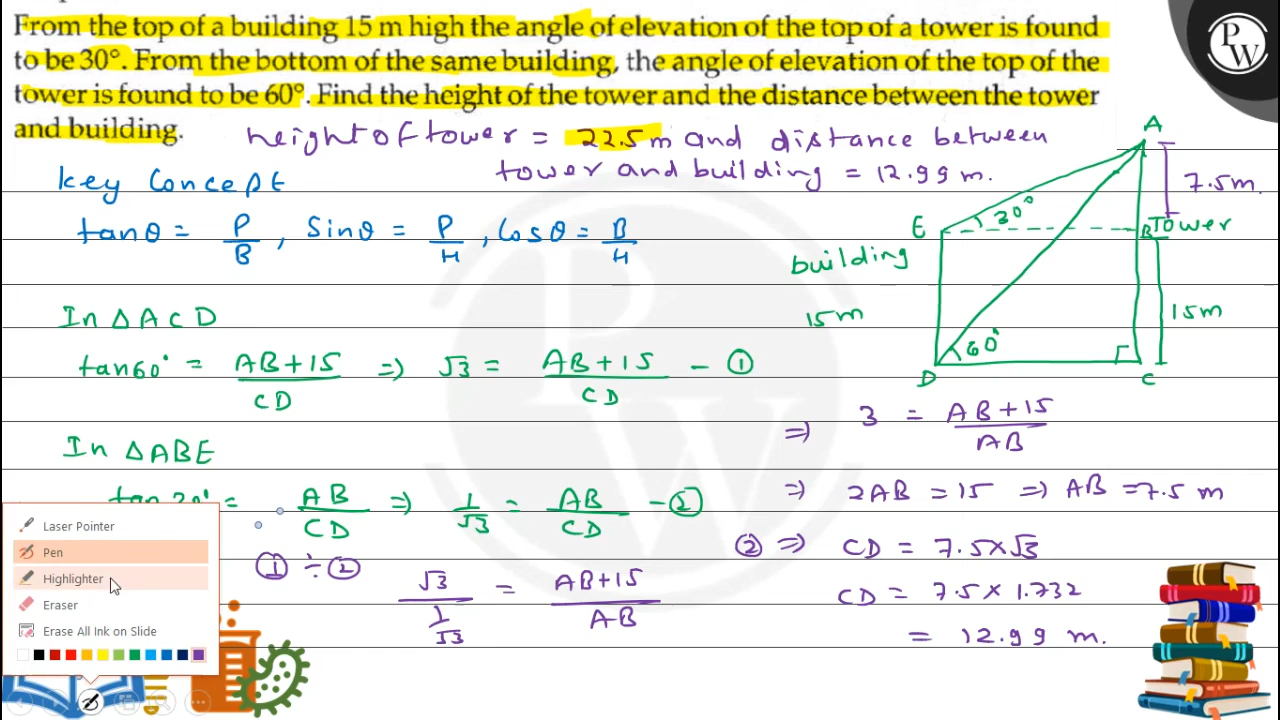 From the top of a building 15 m high the angle of elevation of the top of a tower is found
to be 30°. From the bottom of the same building, the angle of elevation of the top of the
tower is found to be 60°. Find the height of the tower and the distance between the tower
and building.
height of tower = 22.5 m and distance between
tower and building = 12.99 m.
Key Concept
tanθ = P/B, Sinθ = P/H, Cosθ = B/H
In △ACD
tan60° = AB+15/CD => √3 = AB+15/CD - ①
In △ABE
tan30° = AB/CD => 1/√3 = AB/CD - ②
① ÷ ②
√3/1/√3 = AB+15/AB
=> 3 = AB+15/AB
=> 2AB = 15 => AB = 7.5 m
② => CD = 7.5×√3
CD = 7.5 × 1.732
= 12.99 m.
A
7.5m.
30°
E
B
Tower
building
15m
15m
60°
D
C
PW
PW
Laser Pointer
Pen
Highlighter
Eraser
Erase All Ink on Slide